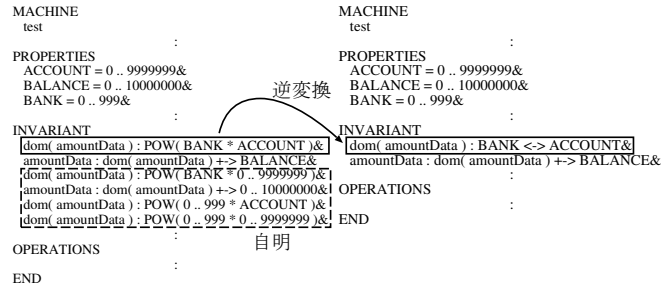 MACHINE
test
:
PROPERTIES
ACCOUNT = 0 .. 9999999&
BALANCE = 0 .. 10000000&
BANK = 0 .. 999&
:
INVARIANT
dom( amountData ) : POW( BANK * ACCOUNT )&
amountData : dom( amountData ) +-> BALANCE&
dom( amountData ) : POW( BANK * 0 .. 9999999 )&
amountData : dom( amountData ) +-> 0 .. 10000000&
dom( amountData ) : POW( 0 .. 999 * ACCOUNT )&
dom( amountData ) : POW( 0 .. 999 * 0 .. 9999999 )&
:
自明
OPERATIONS
:
END
逆変換
MACHINE
test
:
PROPERTIES
ACCOUNT = 0 .. 9999999&
BALANCE = 0 .. 10000000&
BANK = 0 .. 999&
:
INVARIANT
dom( amountData ) : BANK <-> ACCOUNT&
amountData : dom( amountData ) +-> BALANCE&
:
OPERATIONS
:
END